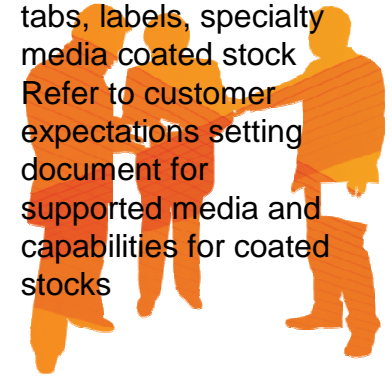 tabs, labels, specialty
media coated stock
Refer to customer
expectations setting
document for
supported media and
capabilities for coated
stocks